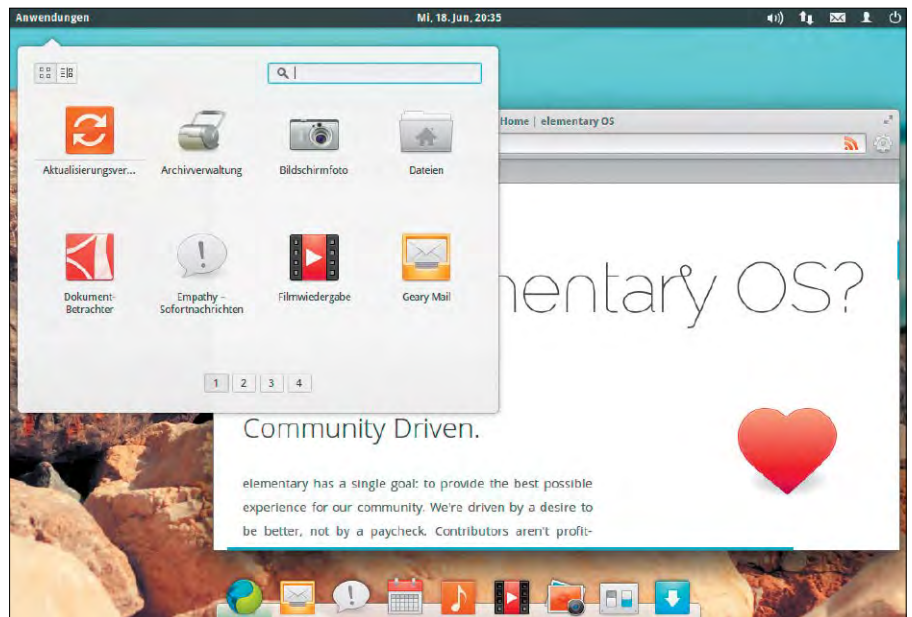 Anwendungen
Mi, 18. Jun, 20:35
Home | elementary OS
Aktualisierungsver...
Archivverwaltung
Bildschirmfoto
Dateien
Dokument-
Betrachter
Empathy –
Sofortnachrichten
Filmwiedergabe
Geary Mail
1 2 3 4
mentary OS?
Community Driven.
elementary has a single goal: to provide the best possible
experience for our community. We're driven by a desire to
be better, not by a paycheck. Contributors aren't profit-